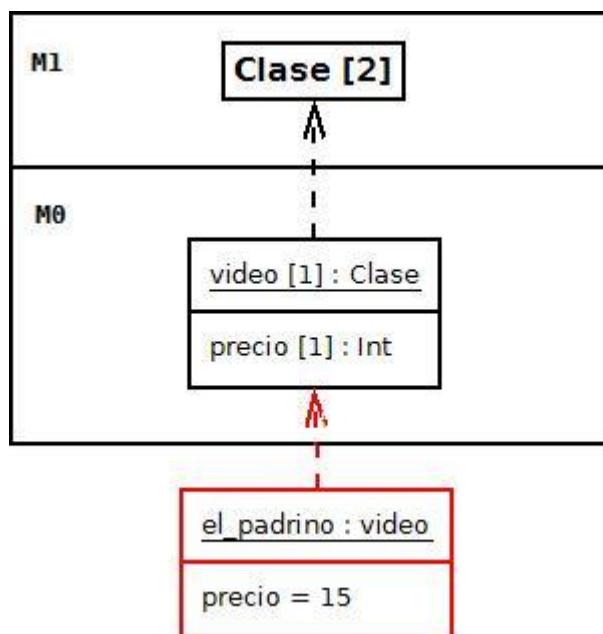 M1
Clase [2]
M0
video [1] : Clase
precio [1] : Int
el_padrino : video
precio = 15